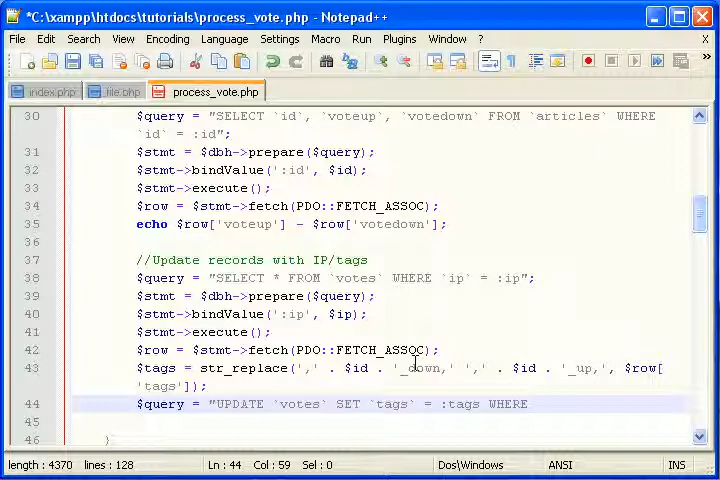 *C:\xampp\htdocs\tutorials\process_vote.php - Notepad++
File Edit Search View Encoding Language Settings Macro Run Plugins Window ? X
index.php file.php process_vote.php
30 $query = "SELECT `id`, `voteup`, `votedown` FROM `articles` WHERE
`id` = :id";
31 $stmt = $dbh->prepare($query);
32 $stmt->bindValue(':id', $id);
33 $stmt->execute();
34 $row = $stmt->fetch(PDO::FETCH_ASSOC);
35 echo $row['voteup'] - $row['votedown'];
36
37 //Update records with IP/tags
38 $query = "SELECT * FROM `votes` WHERE `ip` = :ip";
39 $stmt = $dbh->prepare($query);
40 $stmt->bindValue(':ip', $ip);
41 $stmt->execute();
42 $row = $stmt->fetch(PDO::FETCH_ASSOC);
43 $tags = str_replace(',' . $id . '_down,' ',' . $id . '_up,', $row[
'tags']);
44 $query = "UPDATE `votes` SET `tags` = :tags WHERE
45
46 }
length : 4370 lines : 128 Ln : 44 Col : 59 Sel : 0 Dos\Windows ANSI INS